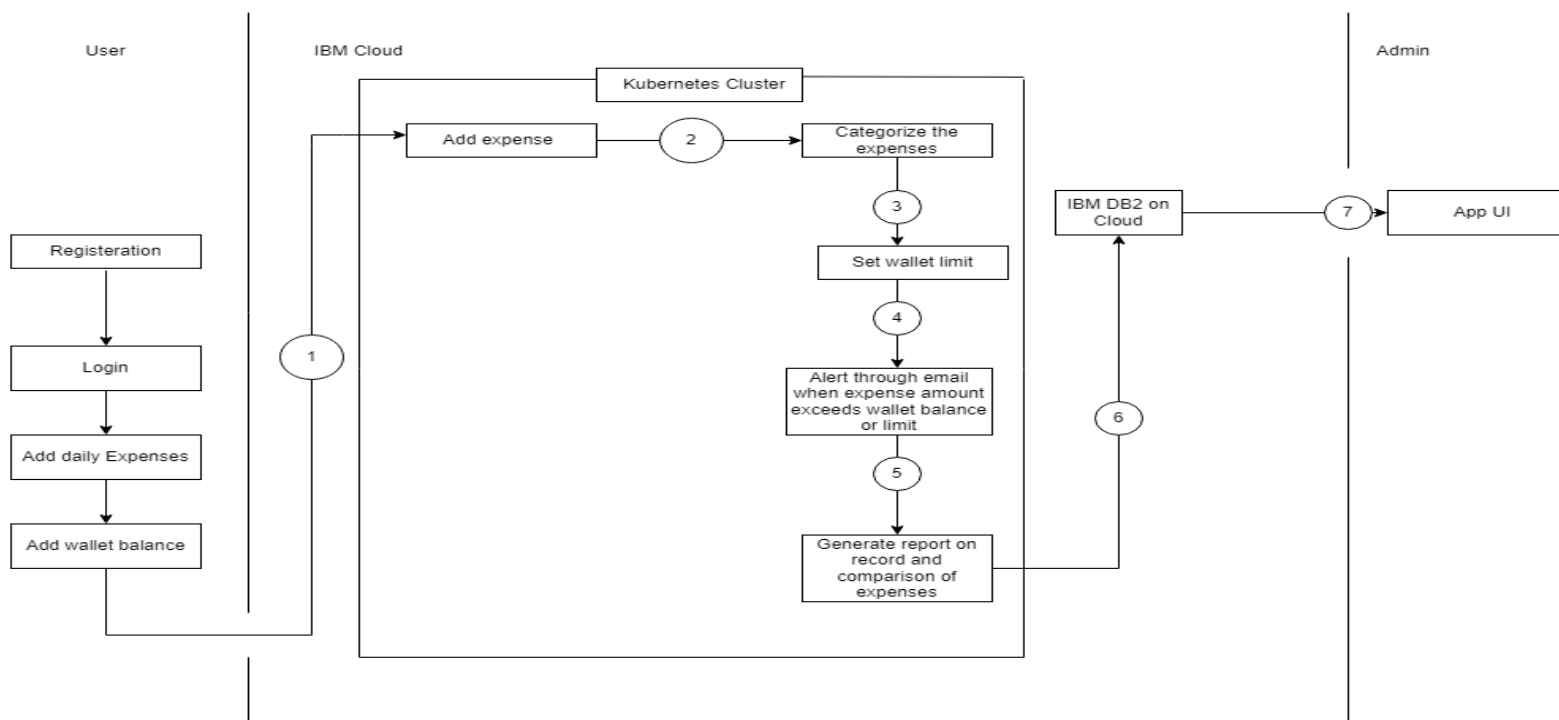 User
IBM Cloud
Admin
Kubernetes Cluster
Add expense
2
Categorize the
expenses
3
IBM DB2 on
Cloud
7
App UI
Registeration
Set wallet limit
4
1
Login
Alert through email
when expense amount
exceeds wallet balance
or limit
6
Add daily Expenses
5
Add wallet balance
Generate report on
record and
comparison of
expenses